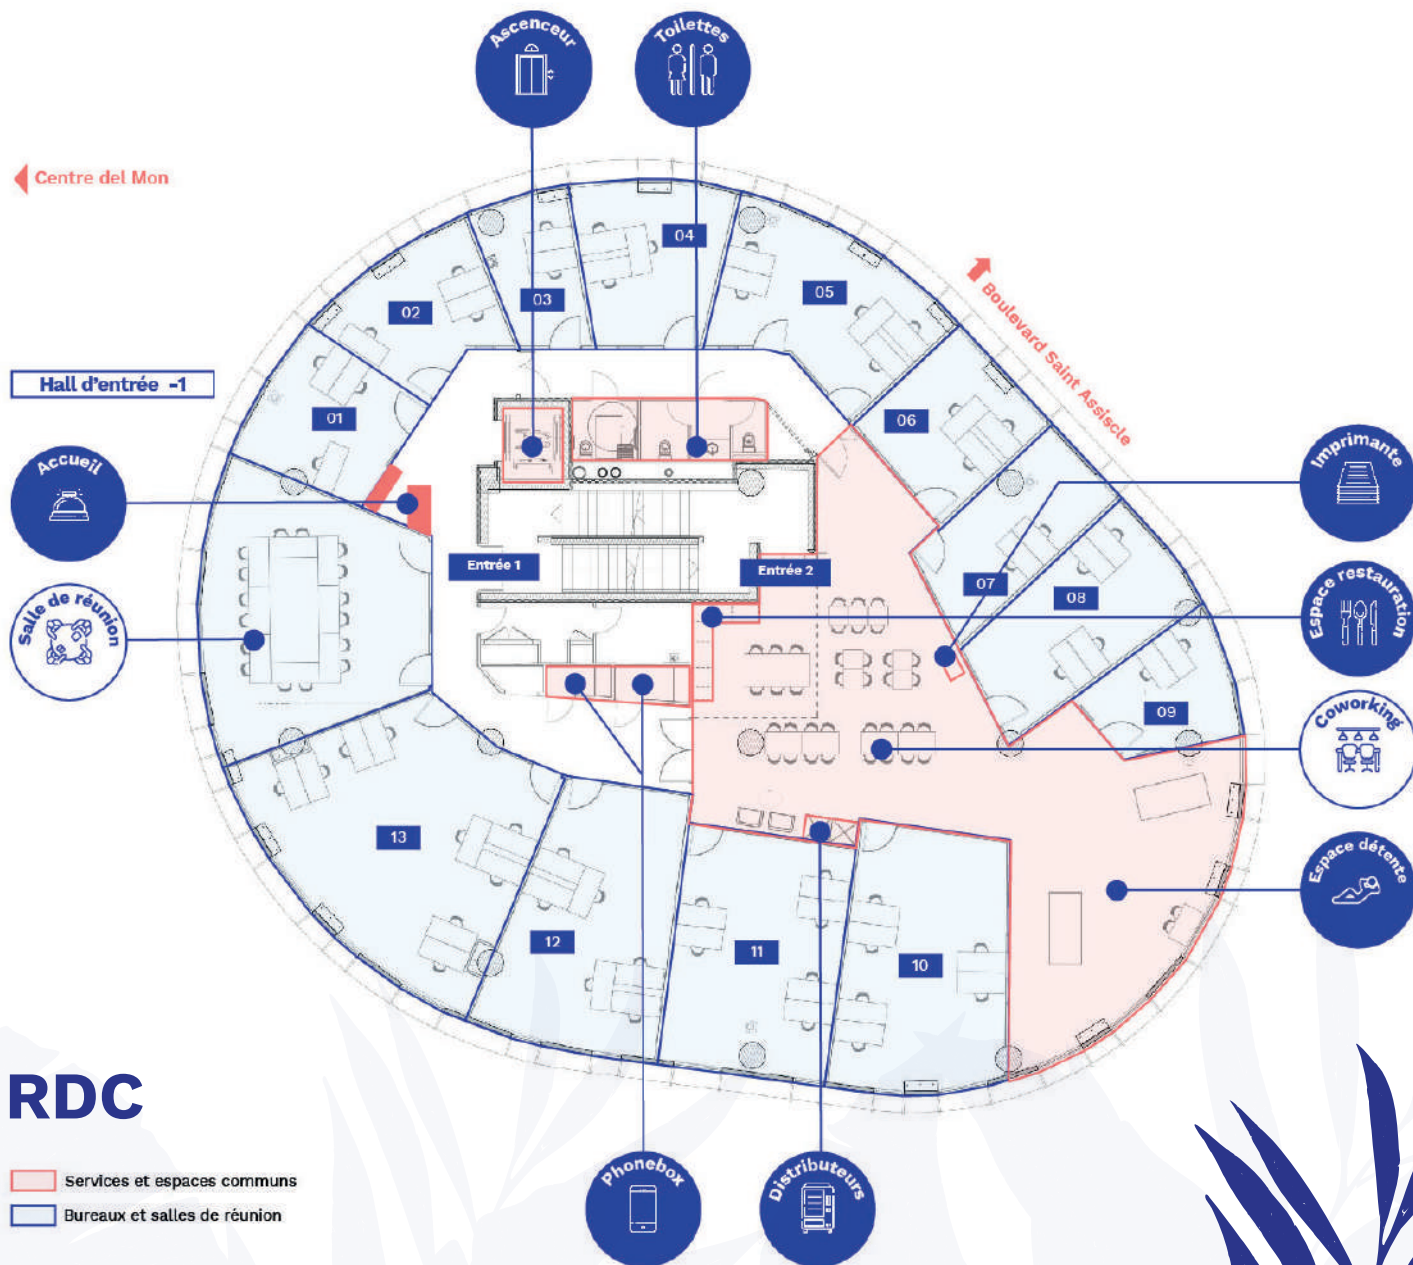 Ascenceur
Toilettes
Centre del Mon
04
03
05
02
Boulevard Saint Assiscle
Hall d'entrée -1
01
06
Accueil
Imprimante
Entrée 1
Entrée 2
07
08
Salle de réunion
Espace restauration
09
Coworking
13
Espace détente
12
11
10
RDC
Services et espaces communs
Bureaux et salles de réunion
Phonebox
Distributeurs